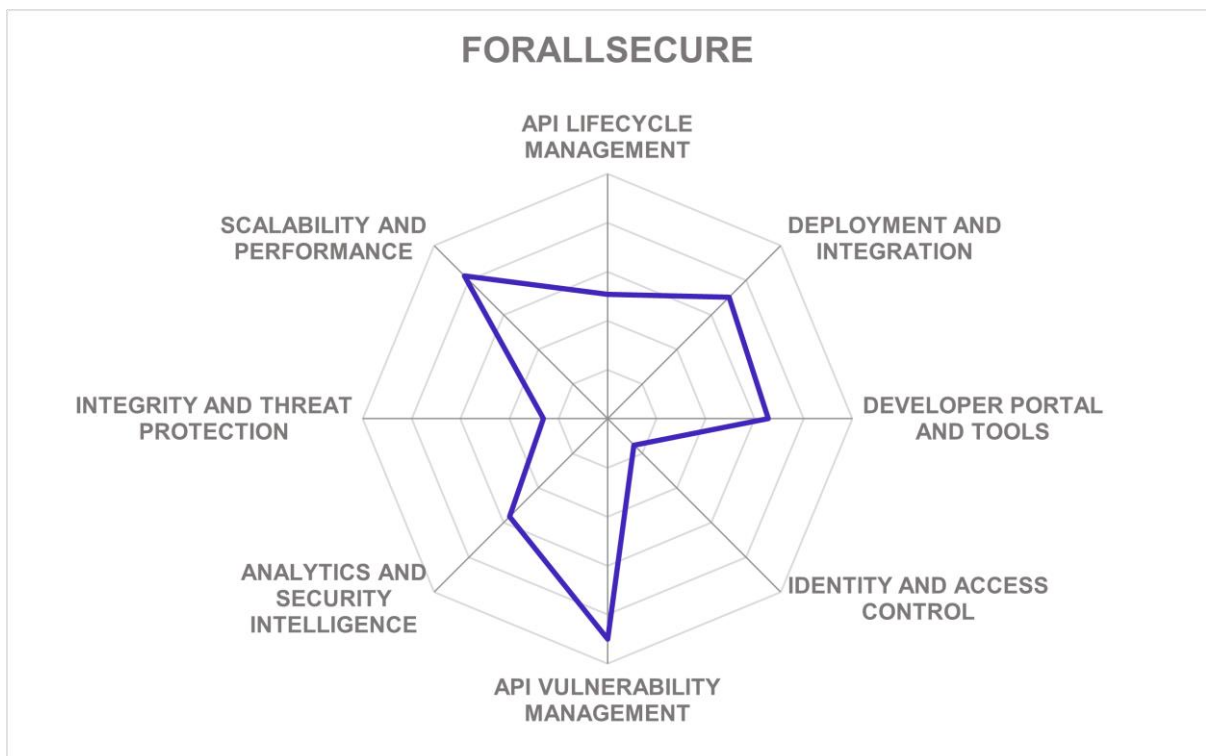 FORALLSECURE
API LIFECYCLE
MANAGEMENT
SCALABILITY AND
PERFORMANCE
DEPLOYMENT AND
INTEGRATION
INTEGRITY AND THREAT
PROTECTION
DEVELOPER PORTAL
AND TOOLS
ANALYTICS AND
SECURITY
INTELLIGENCE
IDENTITY AND ACCESS
CONTROL
API VULNERABILITY
MANAGEMENT